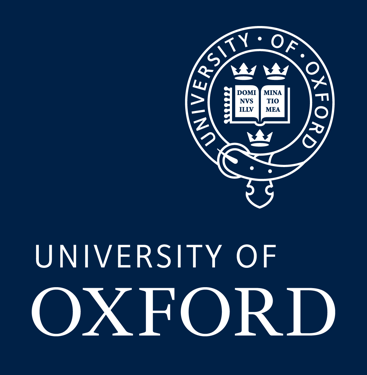 UNIVERSITY · OF · OXFORD
DOMI MINA
NVS TIO
ILLV MEA
UNIVERSITY OF
OXFORD